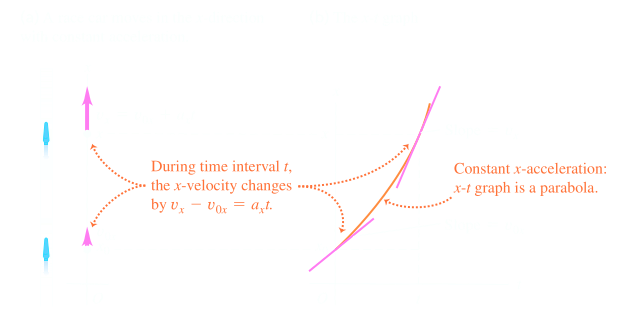 During time interval t,
the x-velocity changes
by vₓ − v₀ₓ = aₓt.
Constant x-acceleration:
x-t graph is a parabola.